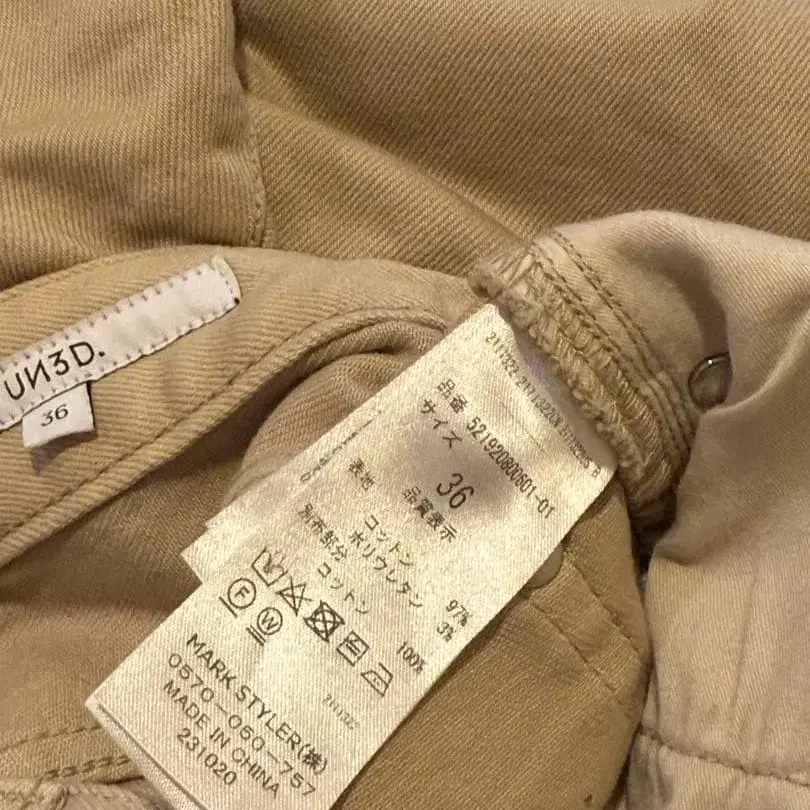 UN3D.
36
品番 521920800601-01
サイズ 36
品質表示
表地 コットン 97%
ポリウレタン 3%
別布部分 コットン 100%
P
W
MARK STYLER(株)
0570-050-757
MADE IN CHINA
231020